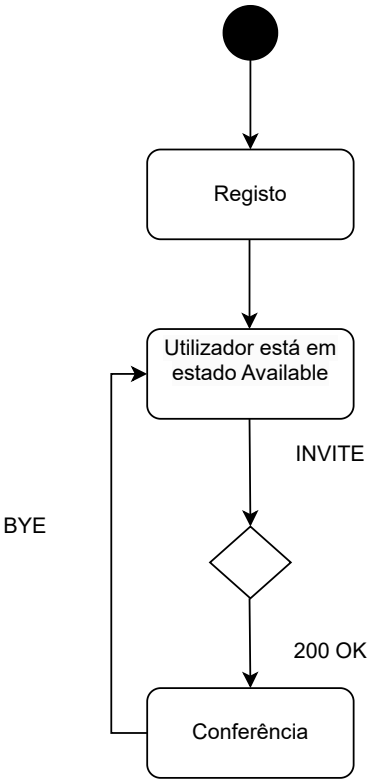 Registo
Utilizador está em
estado Available
INVITE
BYE
200 OK
Conferência